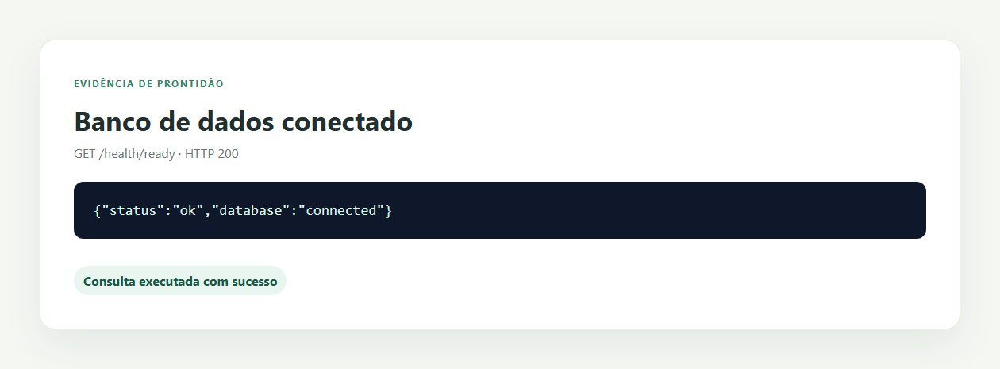 EVIDÊNCIA DE PRONTIDÃO
Banco de dados conectado
GET /health/ready · HTTP 200
{"status":"ok","database":"connected"}
Consulta executada com sucesso